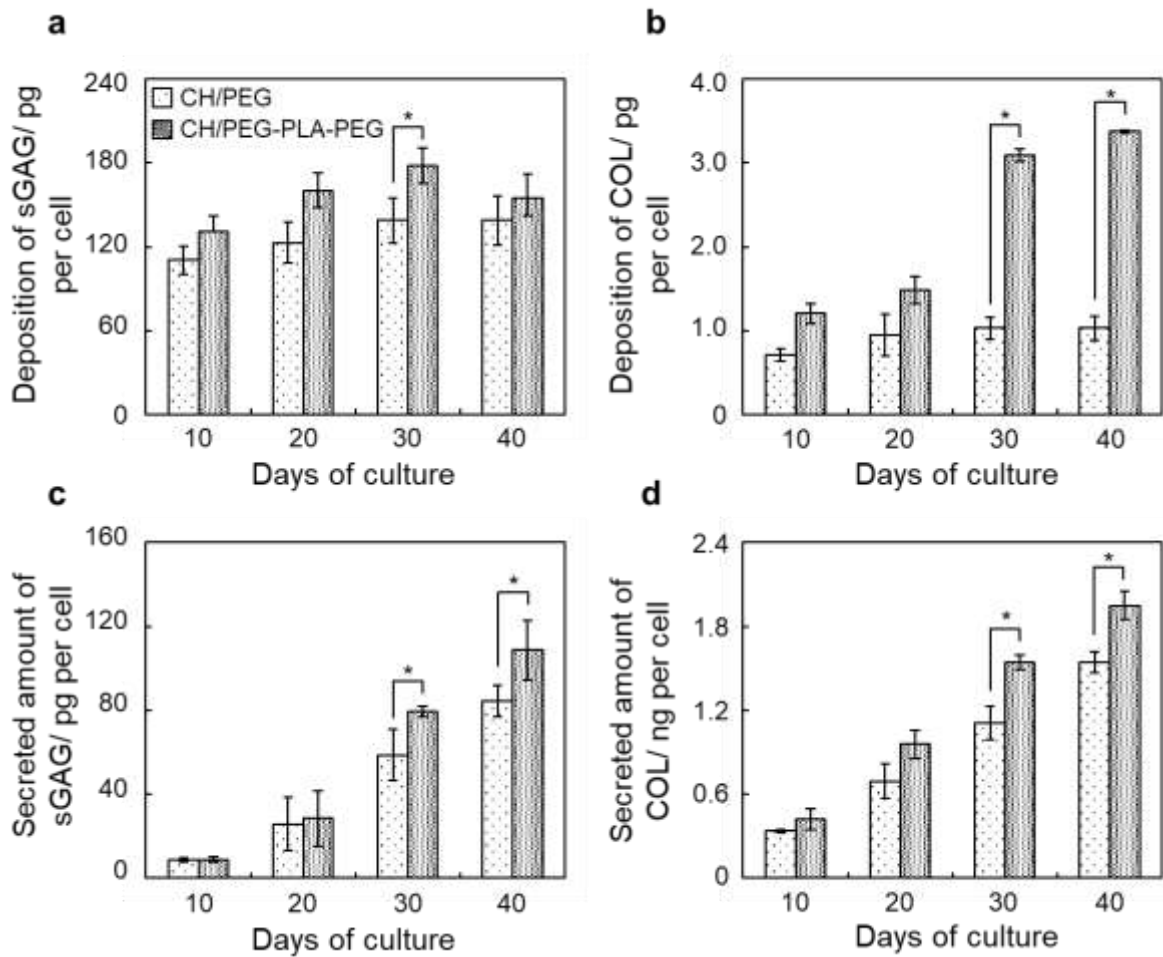 a
Deposition of sGAG/ pg
per cell
240
180
120
60
0
CH/PEG
CH/PEG-PLA-PEG
*
10 20 30 40
Days of culture
b
Deposition of COL/ pg
per cell
4.0
3.0
2.0
1.0
0
*
*
10 20 30 40
Days of culture
c
Secreted amount of
sGAG/ pg per cell
160
120
80
40
0
*
*
10 20 30 40
Days of culture
d
Secreted amount of
COL/ ng per cell
2.4
1.8
1.2
0.6
0
*
*
10 20 30 40
Days of culture